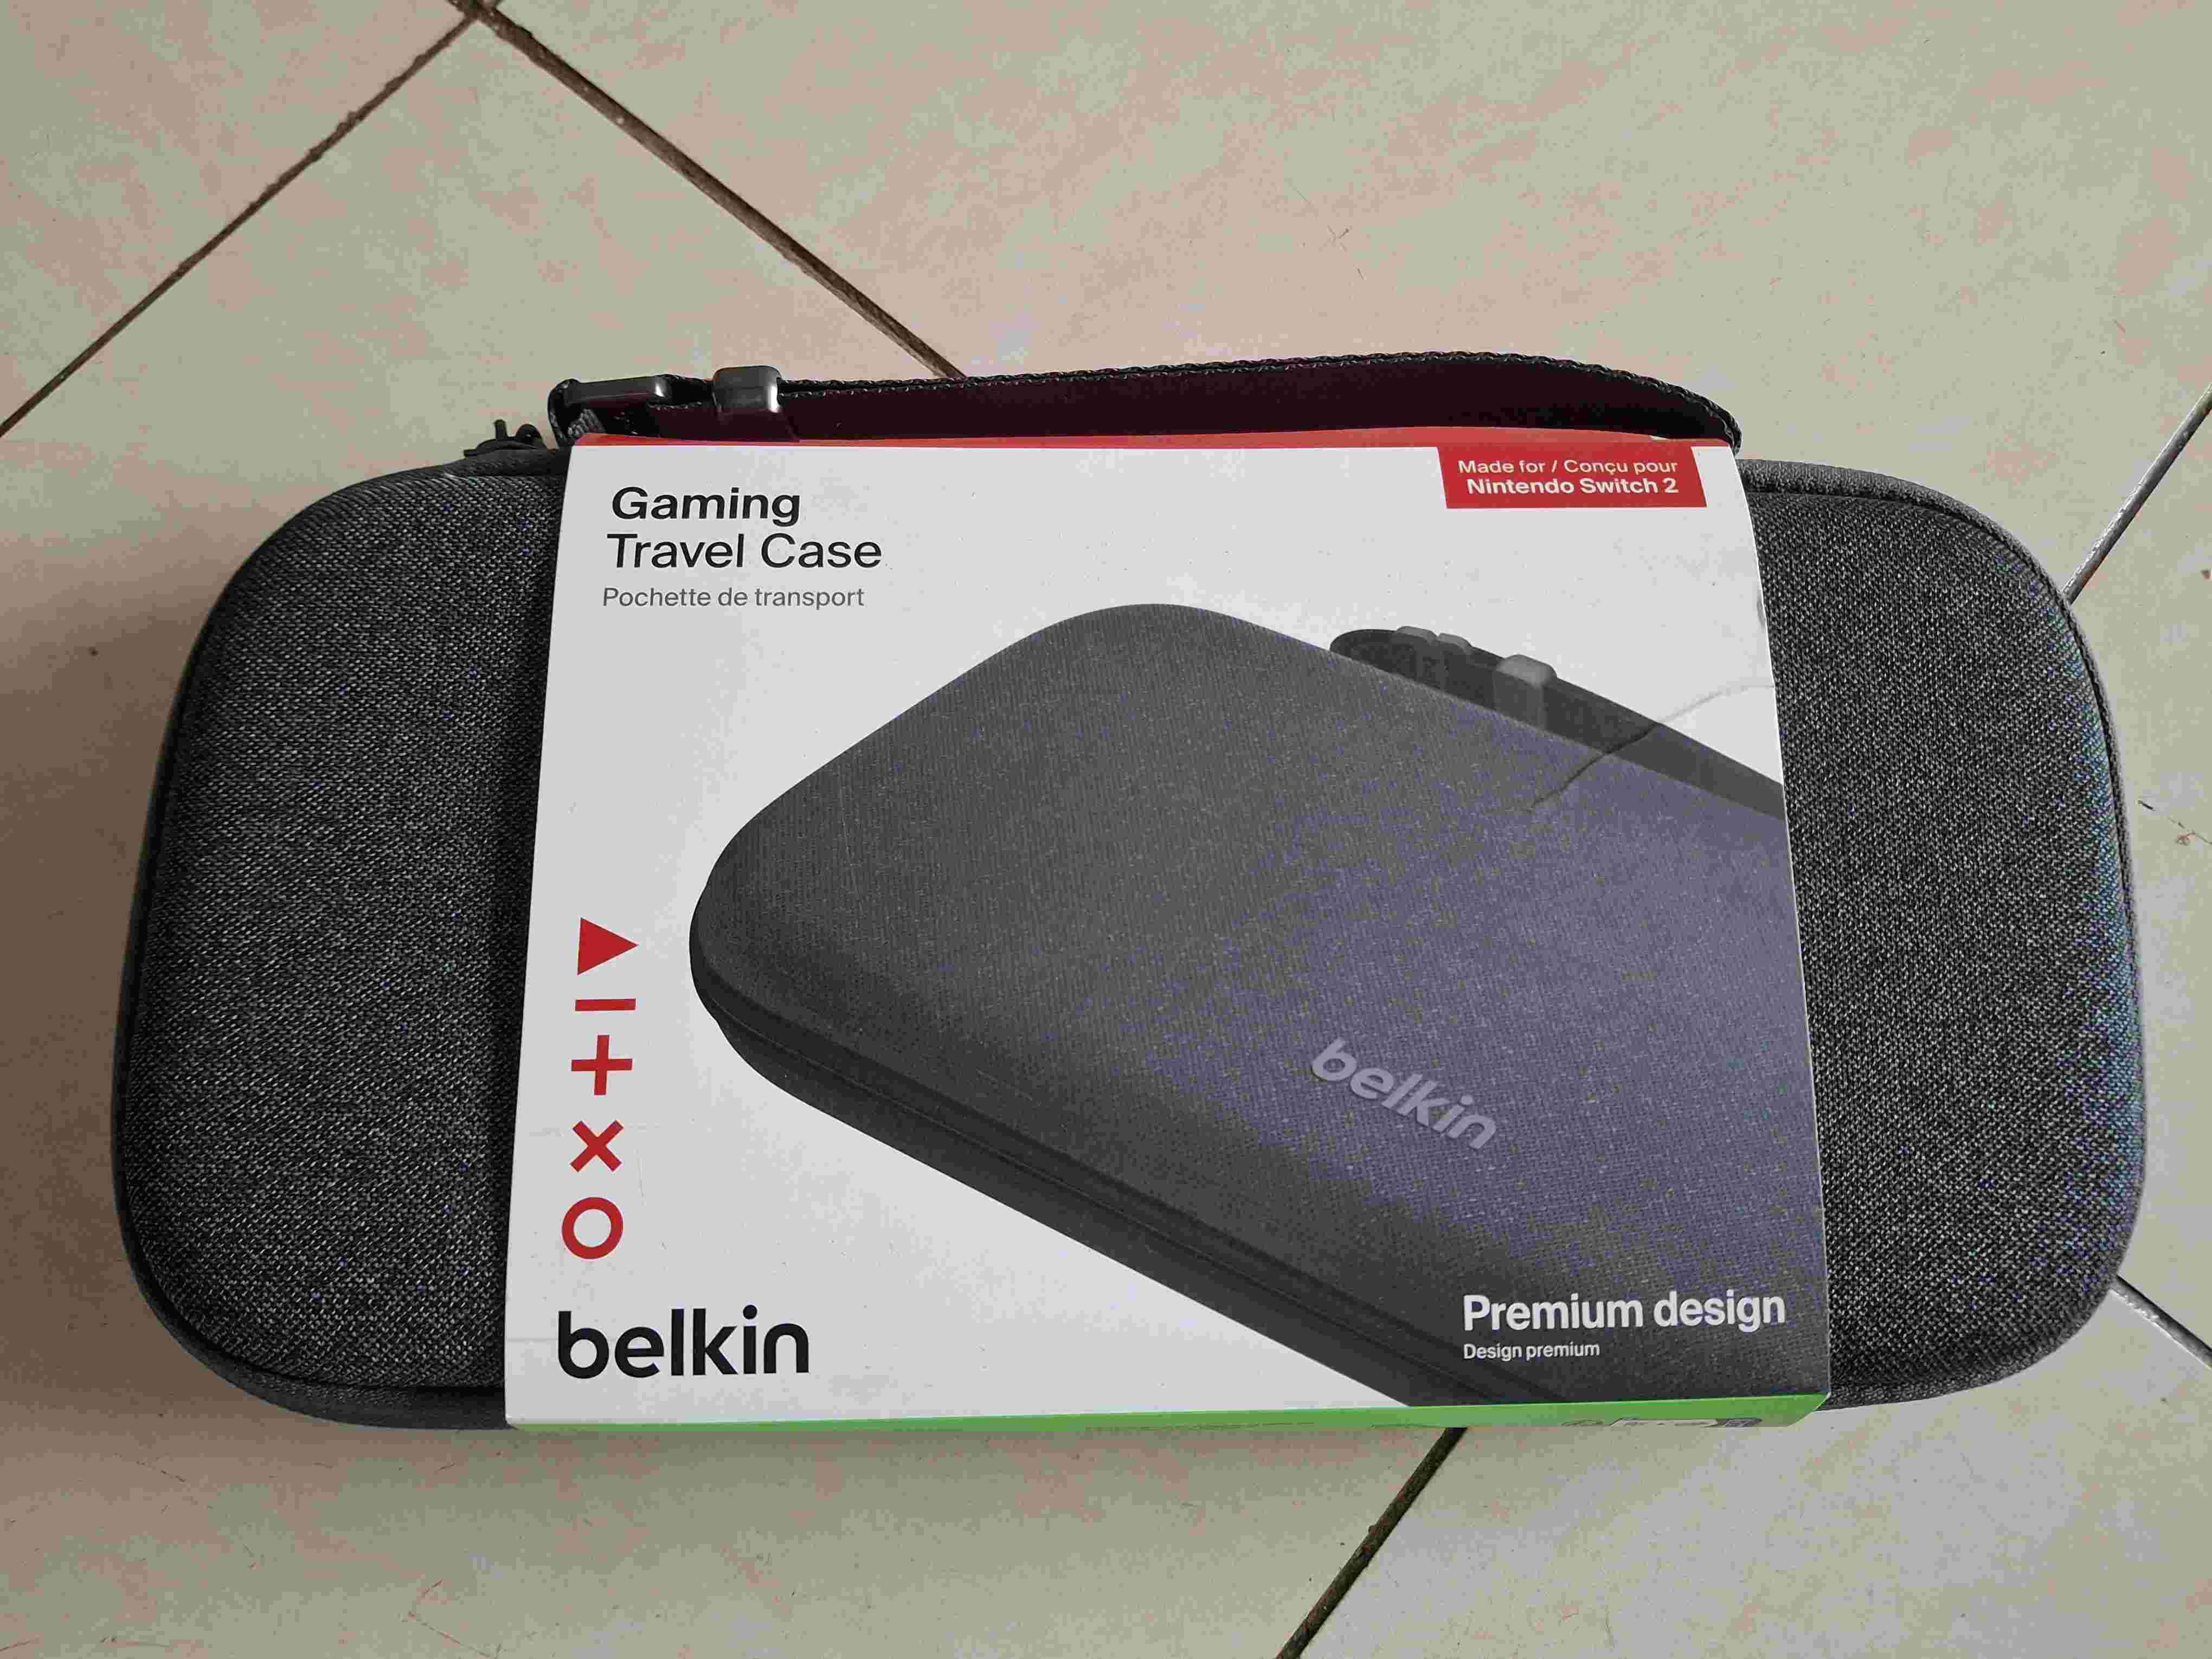 Gaming
Travel Case
Pochette de transport
Made for / Conçu pour
Nintendo Switch 2
belkin
belkin
Premium design
Design premium